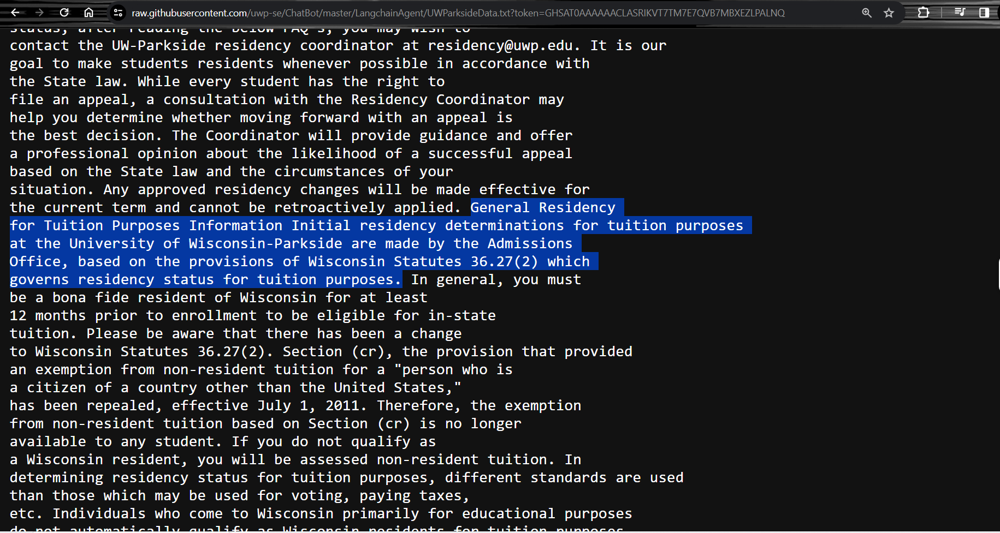 raw.githubusercontent.com/uwp-se/ChatBot/master/LangchainAgent/UWParksideData.txt?token=GHSAT0AAAAAACLASRIKVT7TM7E7QVB7MBXEZLPALNQ
status, after reading the below FAQ's, you may wish to
contact the UW-Parkside residency coordinator at residency@uwp.edu. It is our
goal to make students residents whenever possible in accordance with
the State law. While every student has the right to
file an appeal, a consultation with the Residency Coordinator may
help you determine whether moving forward with an appeal is
the best decision. The Coordinator will provide guidance and offer
a professional opinion about the likelihood of a successful appeal
based on the State law and the circumstances of your
situation. Any approved residency changes will be made effective for
the current term and cannot be retroactively applied. General Residency
for Tuition Purposes Information Initial residency determinations for tuition purposes
at the University of Wisconsin-Parkside are made by the Admissions
Office, based on the provisions of Wisconsin Statutes 36.27(2) which
governs residency status for tuition purposes. In general, you must
be a bona fide resident of Wisconsin for at least
12 months prior to enrollment to be eligible for in-state
tuition. Please be aware that there has been a change
to Wisconsin Statutes 36.27(2). Section (cr), the provision that provided
an exemption from non-resident tuition for a "person who is
a citizen of a country other than the United States,"
has been repealed, effective July 1, 2011. Therefore, the exemption
from non-resident tuition based on Section (cr) is no longer
available to any student. If you do not qualify as
a Wisconsin resident, you will be assessed non-resident tuition. In
determining residency status for tuition purposes, different standards are used
than those which may be used for voting, paying taxes,
etc. Individuals who come to Wisconsin primarily for educational purposes
do not automatically qualify as Wisconsin residents for tuition purposes